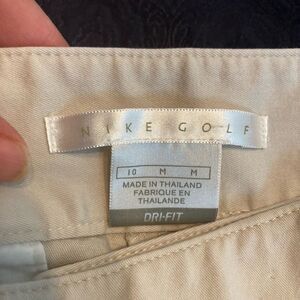 NIKE GOLF
10 M M
MADE IN THAILAND
FABRIQUE EN
THAILANDE
DRI-FIT